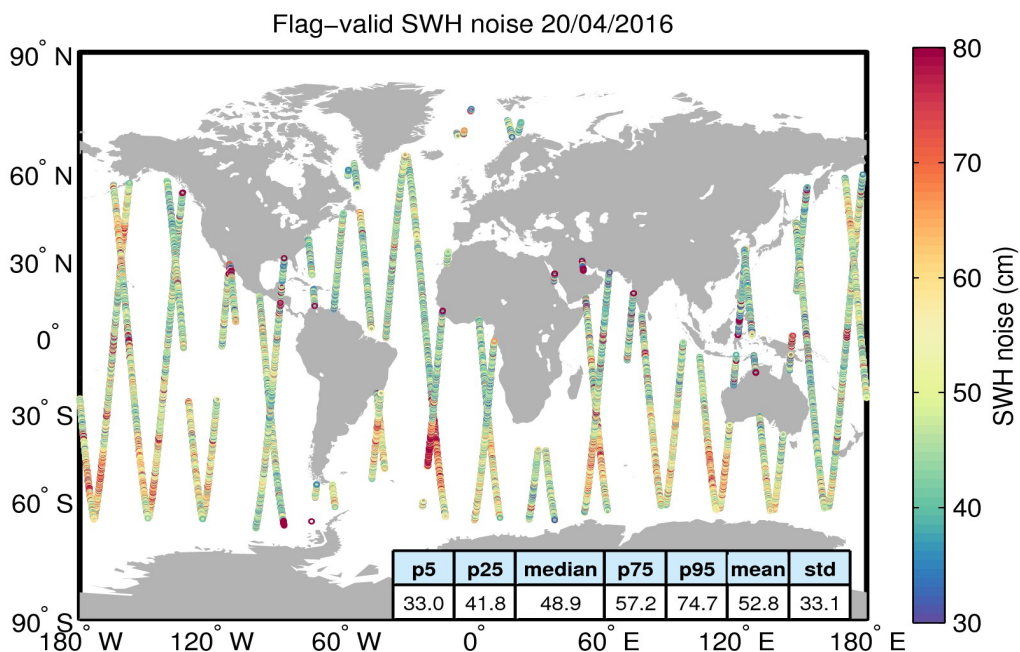 Flag−valid SWH noise 20/04/2016
90° N
60° N
30° N
0°
30° S
60° S
90° S
180° W 120° W 60° W 0° 60° E 120° E 180° E
80
70
60
50
40
30
SWH noise (cm)
p5 p25 median p75 p95 mean std
33.0 41.8 48.9 57.2 74.7 52.8 33.1